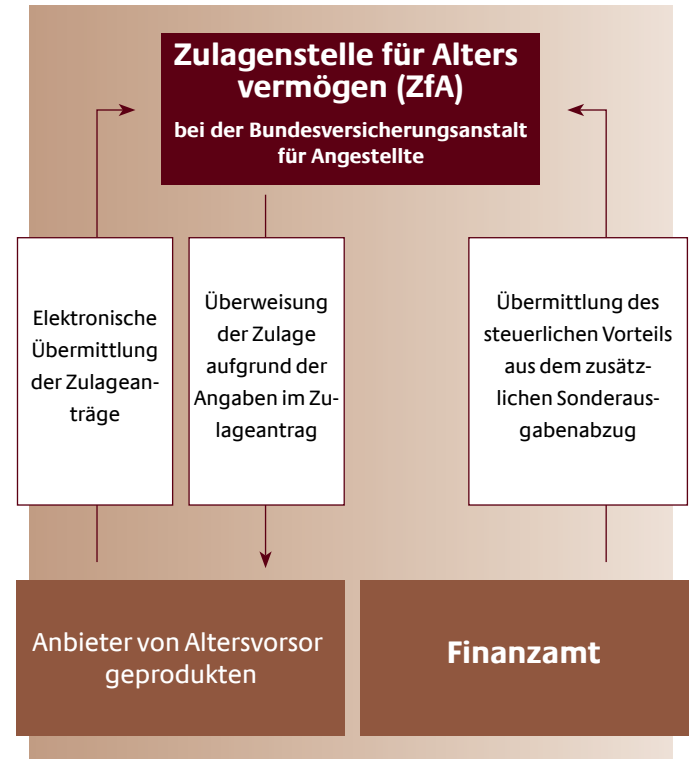 Zulagenstelle für Alters
vermögen (ZfA)
bei der Bundesversicherungsanstalt
für Angestellte
Elektronische
Übermittlung
der Zulagean-
träge
Überweisung
der Zulage
aufgrund der
Angaben im Zu-
lageantrag
Übermittlung des
steuerlichen Vorteils
aus dem zusätz-
lichen Sonderaus-
gabenabzug
Anbieter von Altersvorsor
geprodukten
Finanzamt